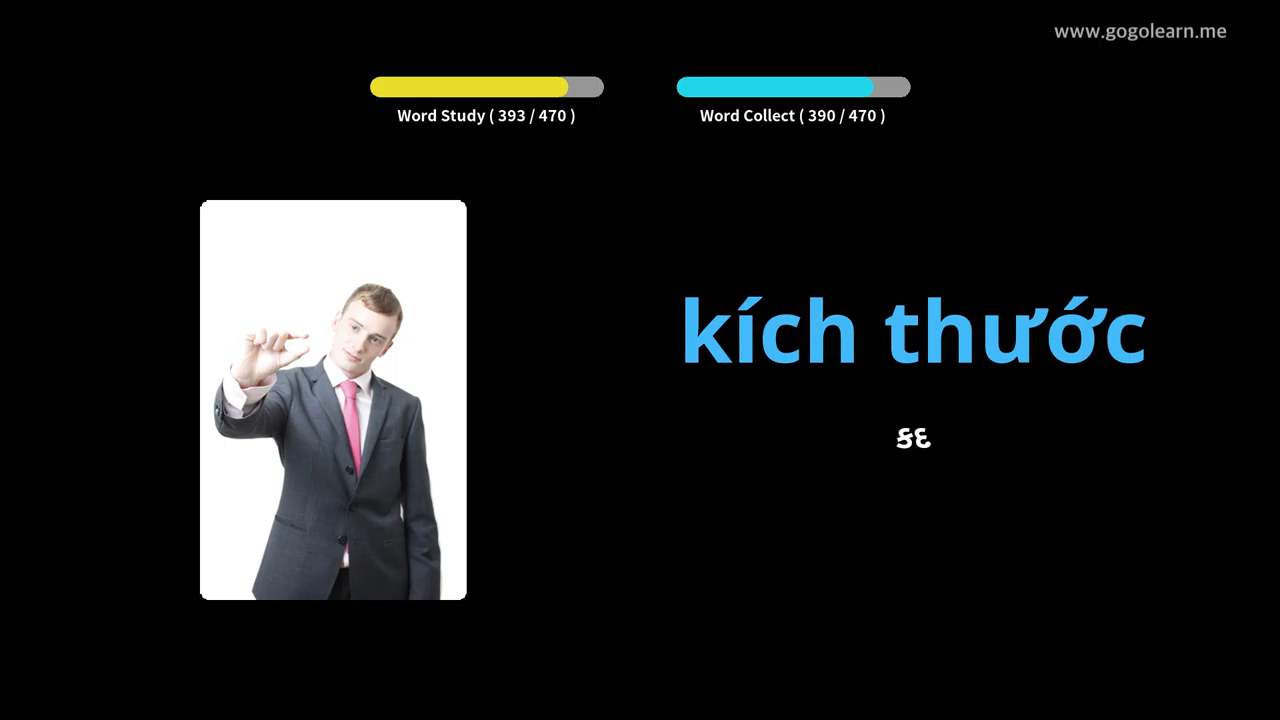 www.gogolearn.me
Word Study ( 393 / 470 )
Word Collect ( 390 / 470 )
kích thước
કદ